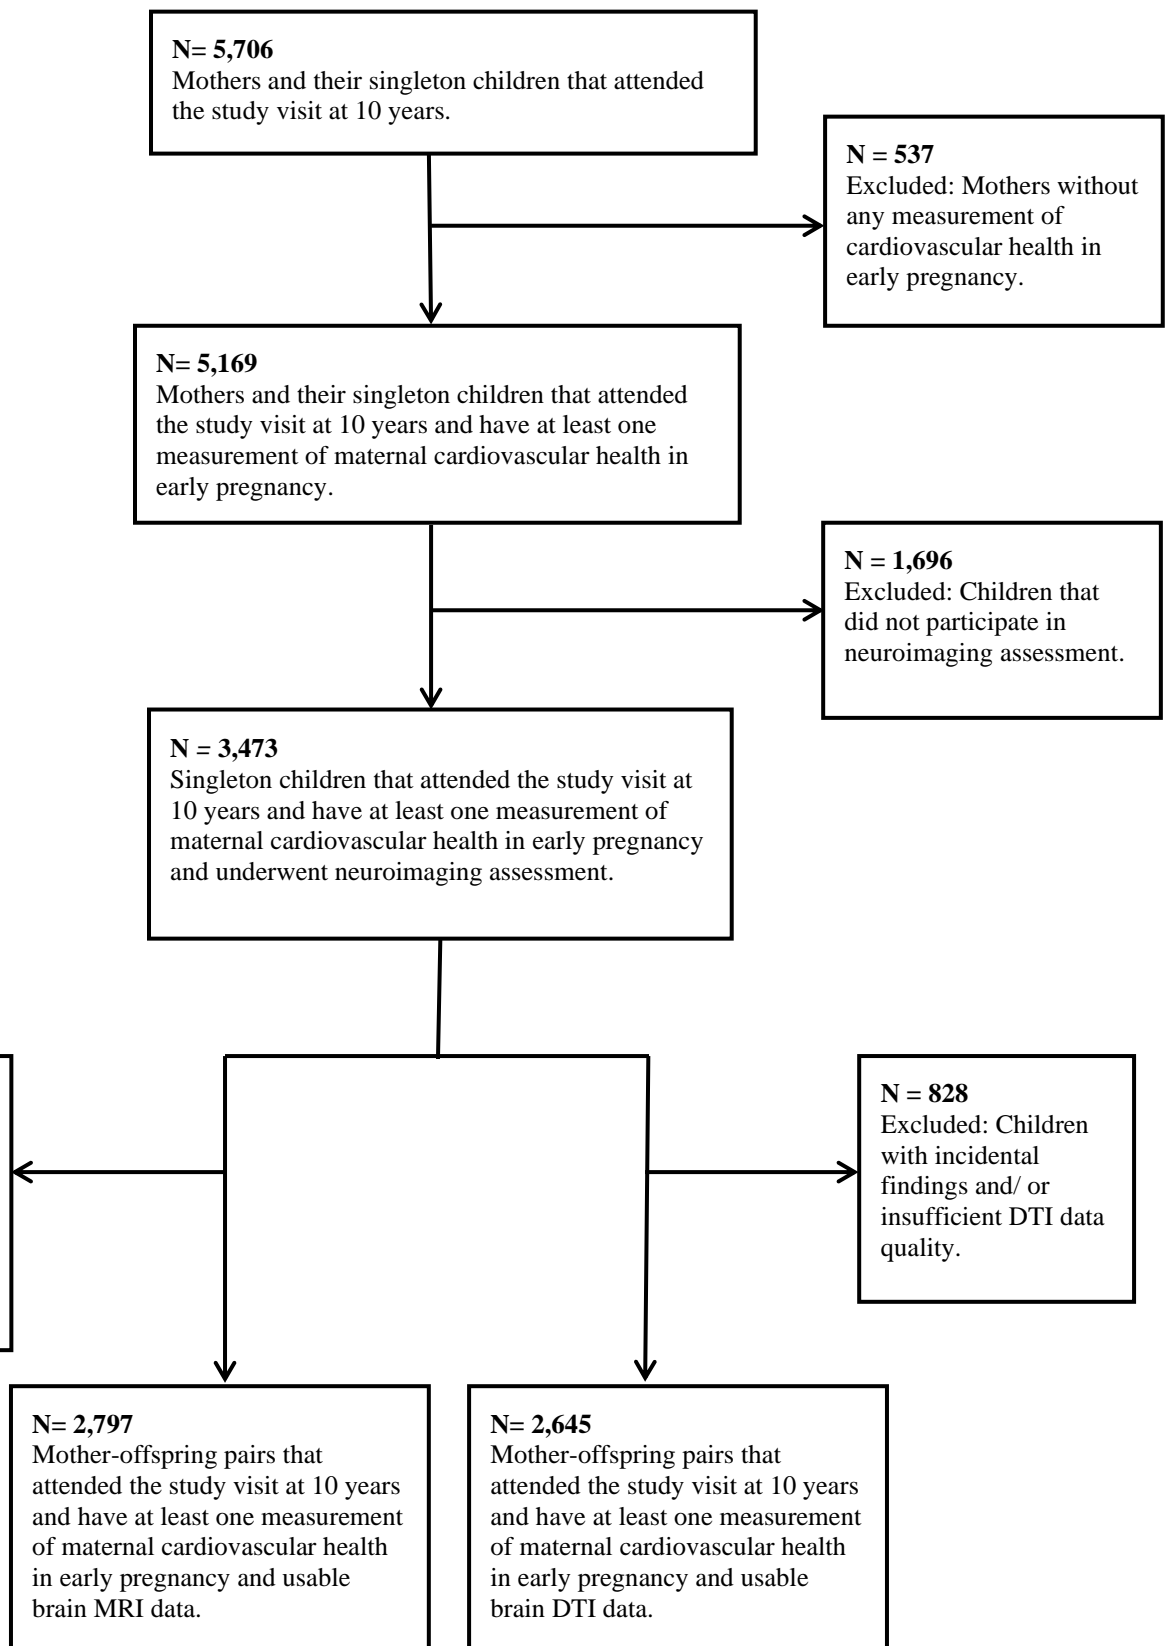 N= 5,706
Mothers and their singleton children that attended
the study visit at 10 years.
N = 537
Excluded: Mothers without
any measurement of
cardiovascular health in
early pregnancy.
N= 5,169
Mothers and their singleton children that attended
the study visit at 10 years and have at least one
measurement of maternal cardiovascular health in
early pregnancy.
N = 1,696
Excluded: Children that
did not participate in
neuroimaging assessment.
N = 3,473
Singleton children that attended the study visit at
10 years and have at least one measurement of
maternal cardiovascular health in early pregnancy
and underwent neuroimaging assessment.
N = 828
Excluded: Children
with incidental
findings and/ or
insufficient DTI data
quality.
N= 2,797
Mother-offspring pairs that
attended the study visit at 10 years
and have at least one measurement
of maternal cardiovascular health
in early pregnancy and usable
brain MRI data.
N= 2,645
Mother-offspring pairs that
attended the study visit at 10 years
and have at least one measurement
of maternal cardiovascular health
in early pregnancy and usable
brain DTI data.